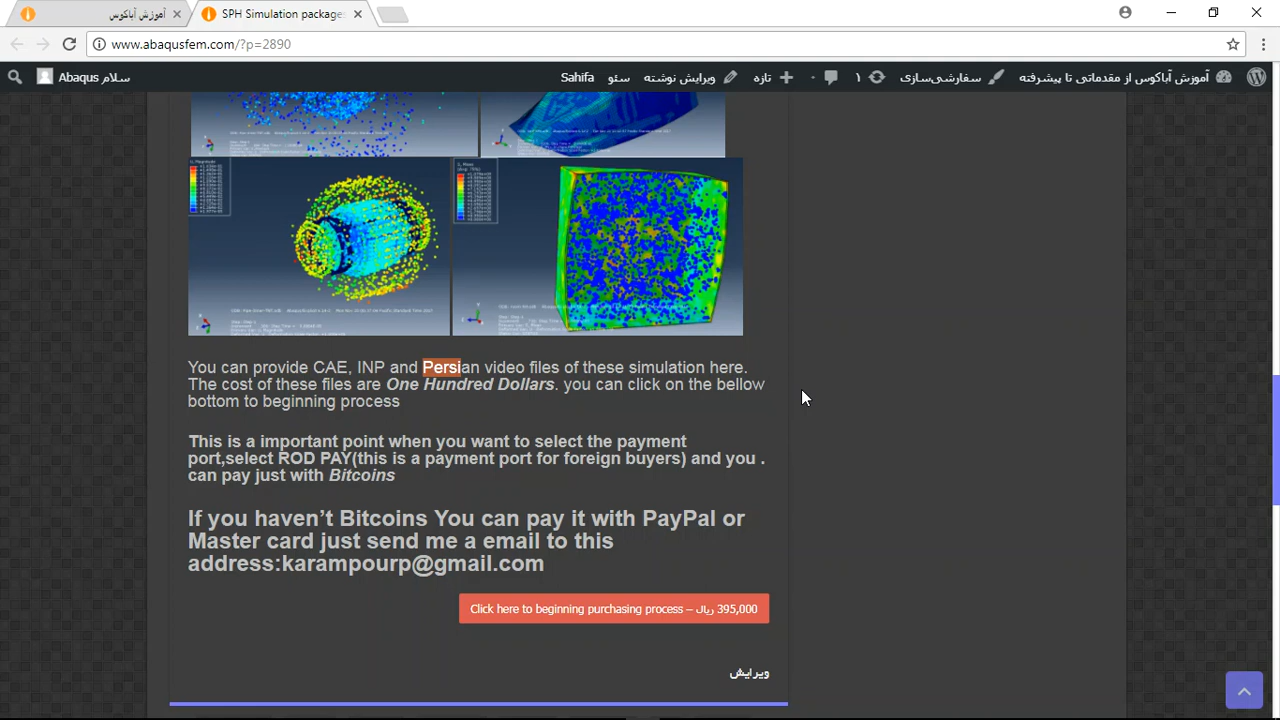 آموزش آباکوس
SPH Simulation packages
www.abaqusfem.com/?p=2890
سلام Abaqus
Sahifa
سئو
ویرایش نوشته
تازه
۱
سفارشی‌سازی
آموزش آباکوس از مقدماتی تا پیشرفته
You can provide CAE, INP and Persian video files of these simulation here.
The cost of these files are One Hundred Dollars. you can click on the bellow
bottom to beginning process
This is a important point when you want to select the payment
port,select ROD PAY(this is a payment port for foreign buyers) and you .
can pay just with Bitcoins
If you haven’t Bitcoins You can pay it with PayPal or
Master card just send me a email to this
address:karampourp@gmail.com
Click here to beginning purchasing process – ریال 395,000
ویرایش